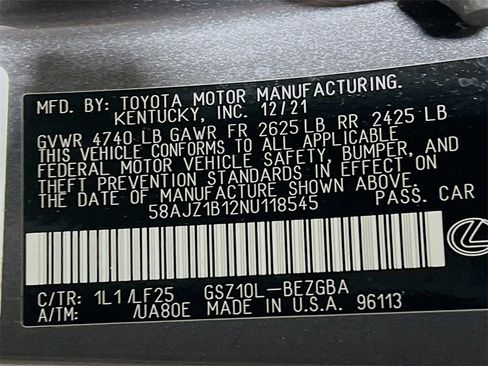 MFD. BY: TOYOTA MOTOR MANUFACTURING.
KENTUCKY, INC. 12/21
GVWR 4740 LB GAWR FR 2625 LB RR 2425 LB
THIS VEHICLE CONFORMS TO ALL APPLICABLE
FEDERAL MOTOR VEHICLE SAFETY, BUMPER, AND
THEFT PREVENTION STANDARDS IN EFFECT ON
THE DATE OF MANUFACTURE SHOWN ABOVE.
58AJZ1B12NU118545 PASS. CAR
C/TR: 1L1/LF25 GSZ10L-BEZGBA
A/TM: /UA80E MADE IN U.S.A. 96113